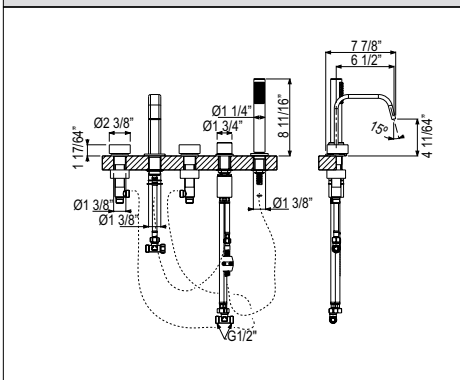 7 7/8"
6 1/2"
Ø1 1/4"
Ø2 3/8"
Ø1 3/4"
8 11/16"
1 17/64"
15º
4 11/64"
Ø1 3/8"
Ø1 3/8"
Ø1 3/8"
G1/2"